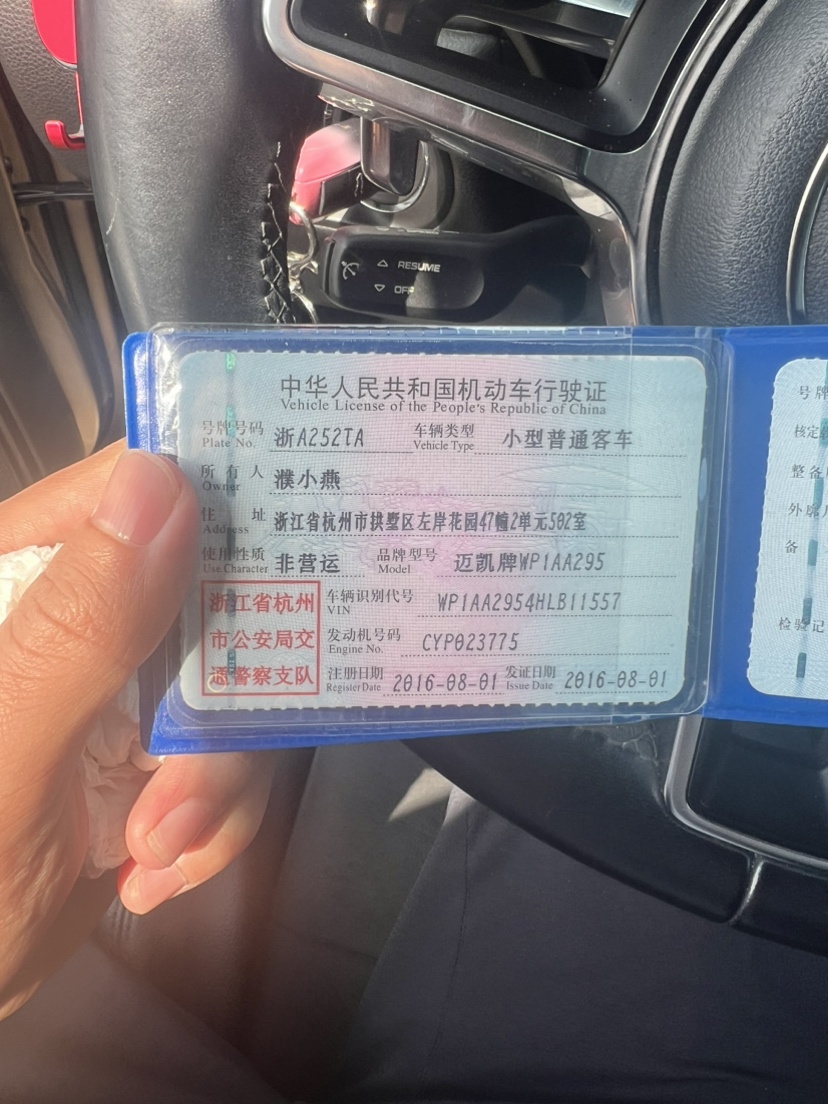 RESUME
OFF
中华人民共和国机动车行驶证
Vehicle License of the People's Republic of China
号牌号码 浙A252TA 车辆类型 小型普通客车
Plate No. Vehicle Type
所有人 濮小燕
Owner
住址 浙江省杭州市拱墅区左岸花园47幢2单元502室
Address
使用性质 非营运 品牌型号 迈凯牌WP1AA295
Use Character Model
浙江省杭州
市公安局交
通警察支队
车辆识别代号 WP1AA2954HLB11557
VIN
发动机号码 CYP023775
Engine No.
注册日期 2016-08-01 发证日期 2016-08-01
Register Date Issue Date
号牌
核定
整备
外廓
备
检验记